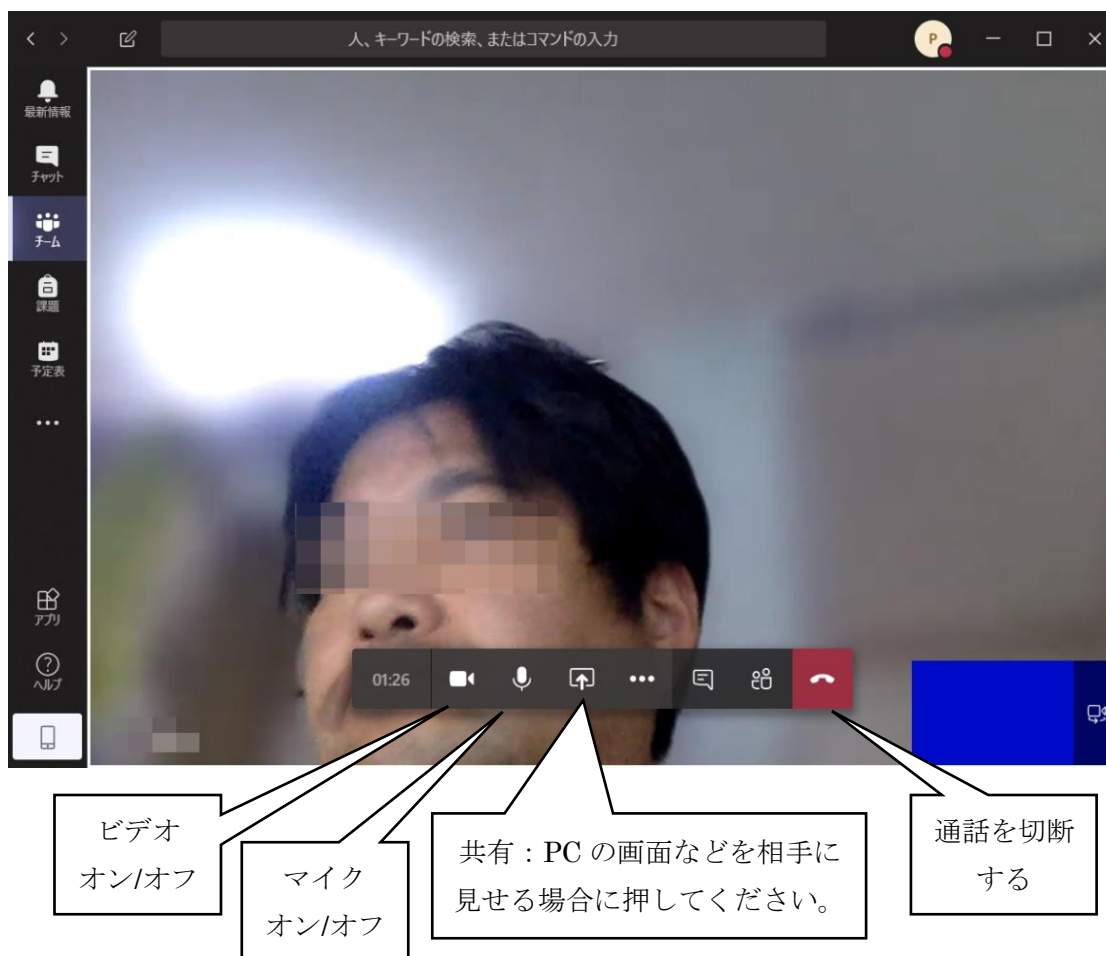 人、キーワードの検索、またはコマンドの入力
P
最新情報
チャット
チーム
課題
予定表
アプリ
ヘルプ
01:26
ビデオ
オン/オフ
マイク
オン/オフ
共有：PC の画面などを相手に
見せる場合に押してください。
通話を切断
する